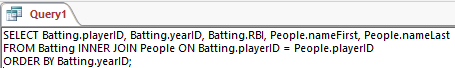 Query1
SELECT Batting.playerID, Batting.yearID, Batting.RBI, People.nameFirst, People.nameLast
FROM Batting INNER JOIN People ON Batting.playerID = People.playerID
ORDER BY Batting.yearID;